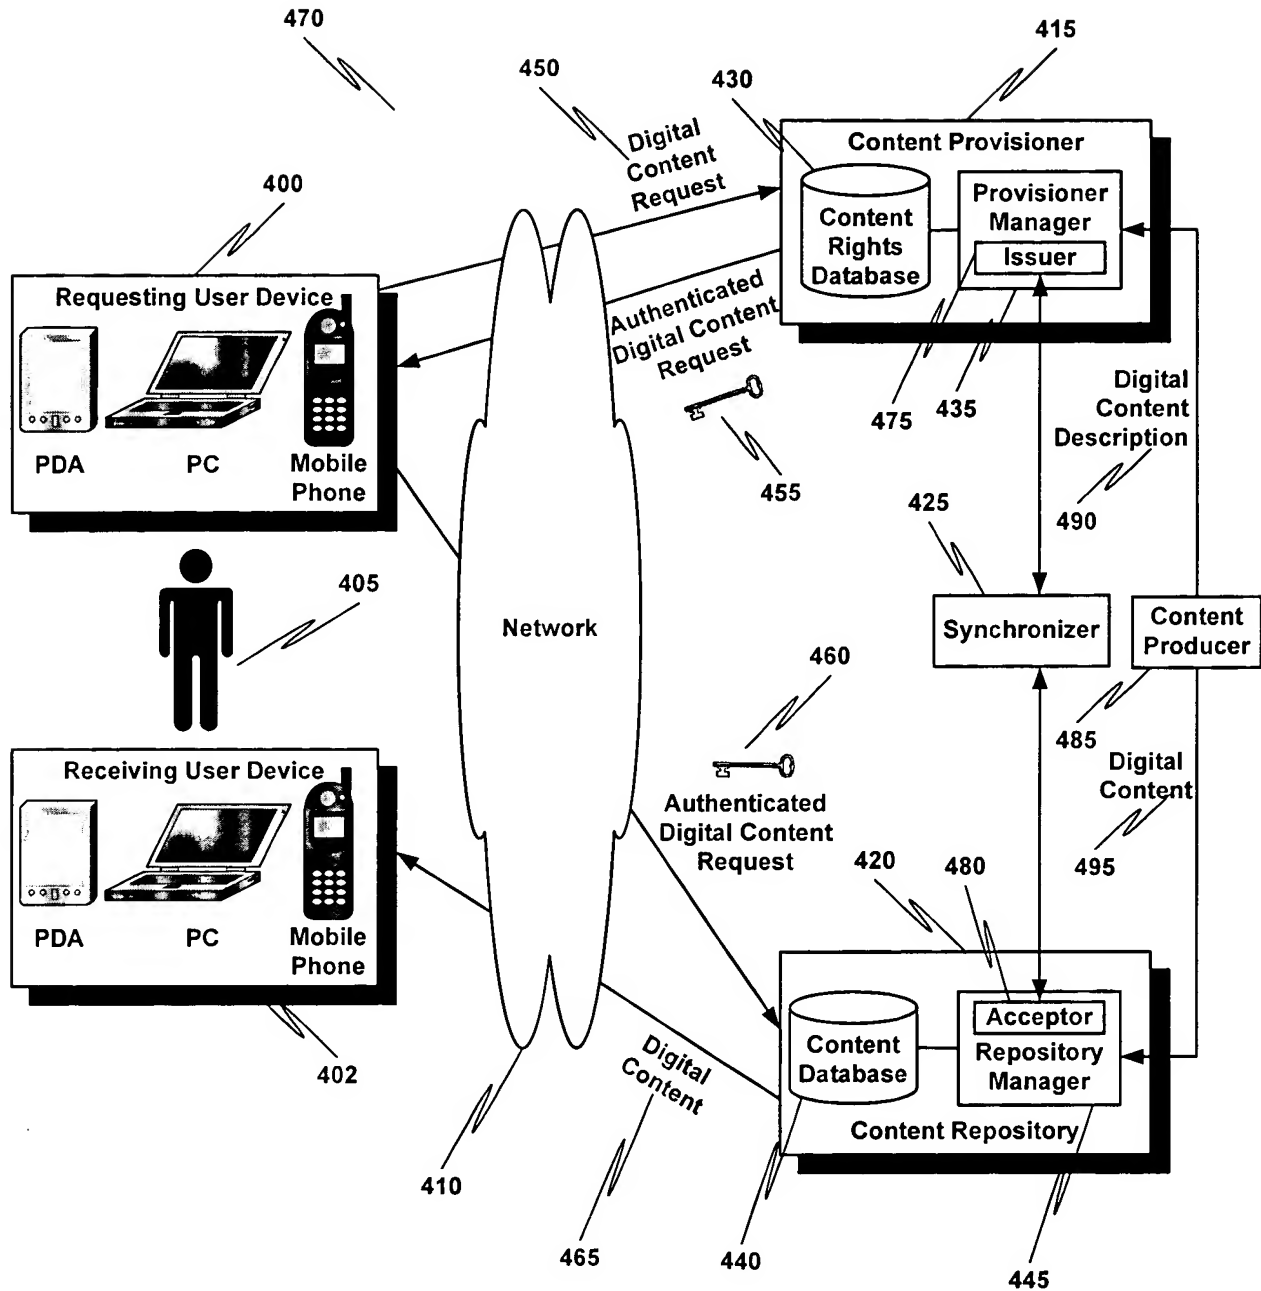 470
415
450
430
Digital
Content
Request
Content Provisioner
400
Provisioner
Manager
Content
Rights
Database
Issuer
Requesting User Device
Authenticated
Digital Content
Request
PDA
PC
Mobile
Phone
475
435
Digital
Content
Description
455
425
490
405
Network
Synchronizer
Content
Producer
460
485
Receiving User Device
Digital
Content
Authenticated
Digital Content
Request
420
480
495
PDA
PC
Mobile
Phone
Acceptor
Content
Database
Repository
Manager
402
Digital
Content
Content Repository
410
465
440
445